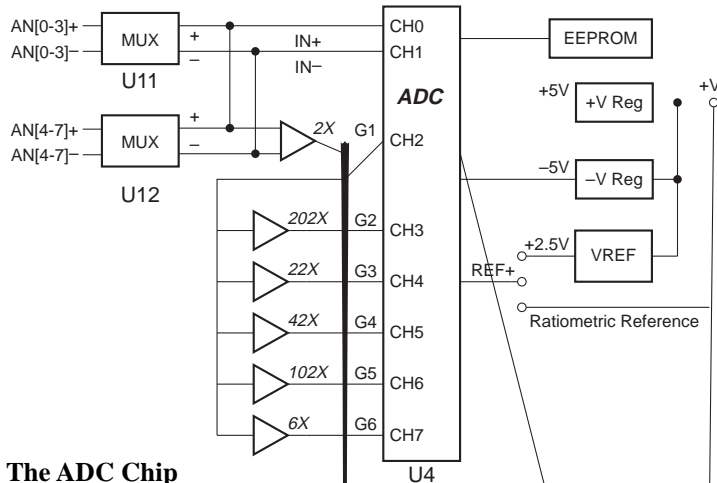 AN[0-3]+
AN[0-3]−
MUX
+
−
U11
IN+
IN−
CH0
CH1
ADC
EEPROM
+5V
+V Reg
+V
AN[4-7]+
AN[4-7]−
MUX
+
−
U12
2X
G1
CH2
−5V
−V Reg
202X
G2
CH3
+2.5V
VREF
22X
G3
CH4
REF+
42X
G4
CH5
Ratiometric Reference
102X
G5
CH6
6X
G6
CH7
The ADC Chip
U4